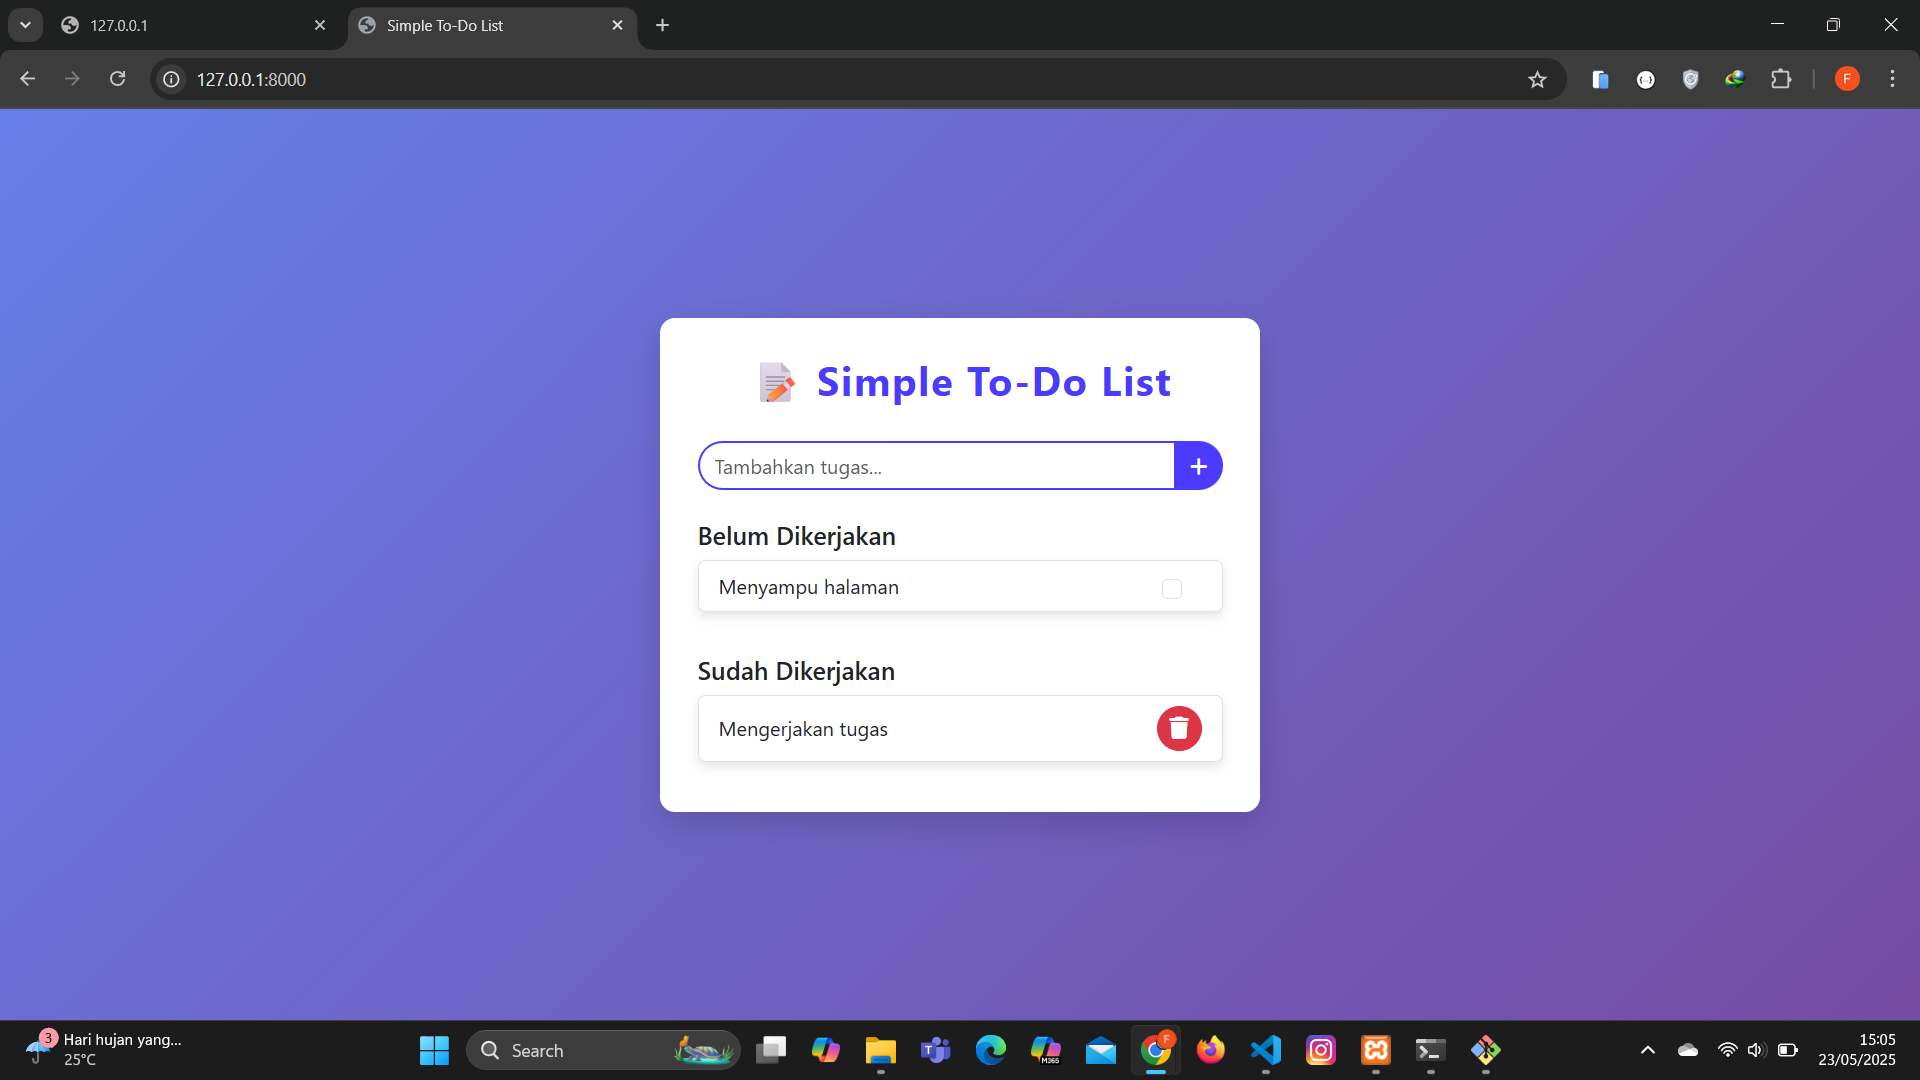 127.0.0.1
Simple To-Do List
127.0.0.1:8000
F
Simple To-Do List
Tambahkan tugas...
+
Belum Dikerjakan
Menyampu halaman
Sudah Dikerjakan
Mengerjakan tugas
3
Hari hujan yang...
25°C
Search
T
M365
F
15:05
23/05/2025